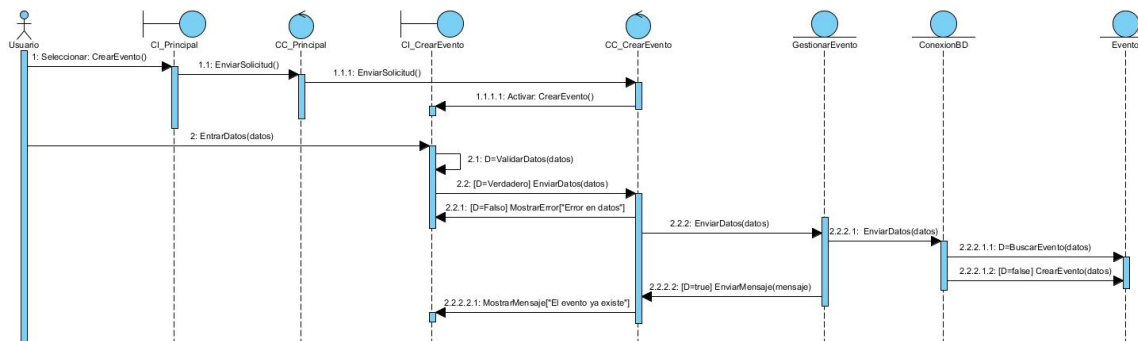 Usuario
CI_Principal
CC_Principal
CI_CrearEvento
CC_CrearEvento
GestionarEvento
ConexionBD
Evento
1: Seleccionar: CrearEvento()
1.1: EnviarSolicitud()
1.1.1: EnviarSolicitud()
1.1.1.1: Activar: CrearEvento()
2: EntrarDatos(datos)
2.1: D=ValidarDatos(datos)
2.2: [D=Verdadero] EnviarDatos(datos)
2.2.1: [D=Falso] MostrarError["Error en datos"]
2.2.2: EnviarDatos(datos)
2.2.2.1: EnviarDatos(datos)
2.2.2.1.1: D=BuscarEvento(datos)
2.2.2.1.2: [D=false] CrearEvento(datos)
2.2.2.2: [D=true] EnviarMensaje(mensaje)
2.2.2.2.1: MostrarMensaje["El evento ya existe"]